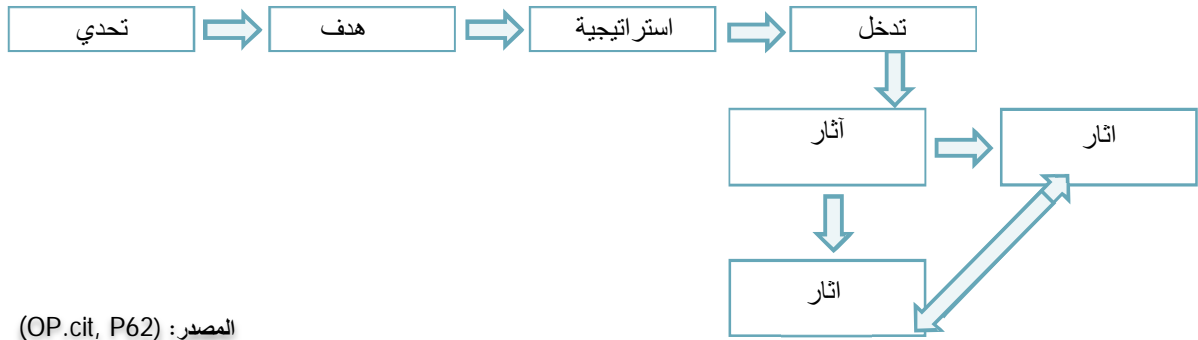 تحدي
هدف
استراتيجية
تدخل
آثار
اثار
اثار
المصدر: (OP.cit, P62)